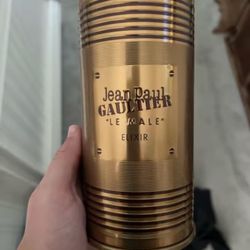 Jean Paul
GAULTIER
"LE MALE"
ELIXIR